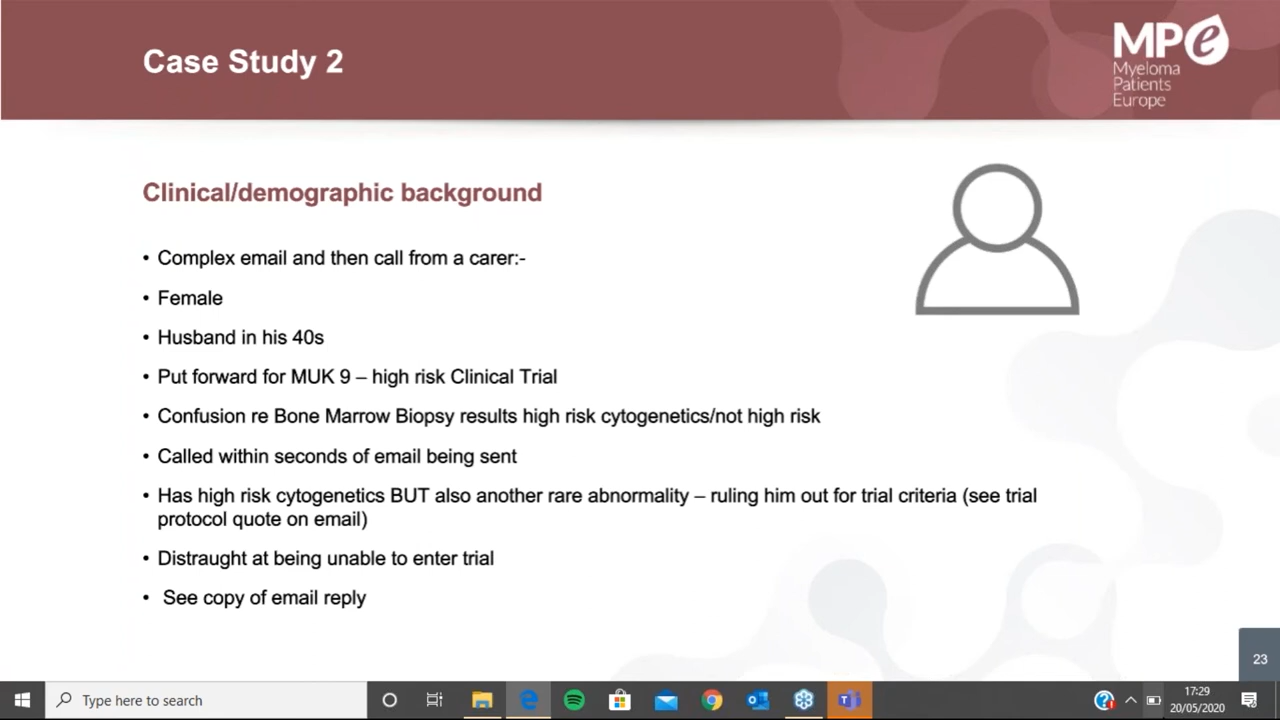 Case Study 2
MPe
Myeloma
Patients
Europe
Clinical/demographic background
• Complex email and then call from a carer:-
• Female
• Husband in his 40s
• Put forward for MUK 9 – high risk Clinical Trial
• Confusion re Bone Marrow Biopsy results high risk cytogenetics/not high risk
• Called within seconds of email being sent
• Has high risk cytogenetics BUT also another rare abnormality – ruling him out for trial criteria (see trial
protocol quote on email)
• Distraught at being unable to enter trial
• See copy of email reply
23
Type here to search
17:29
20/05/2020